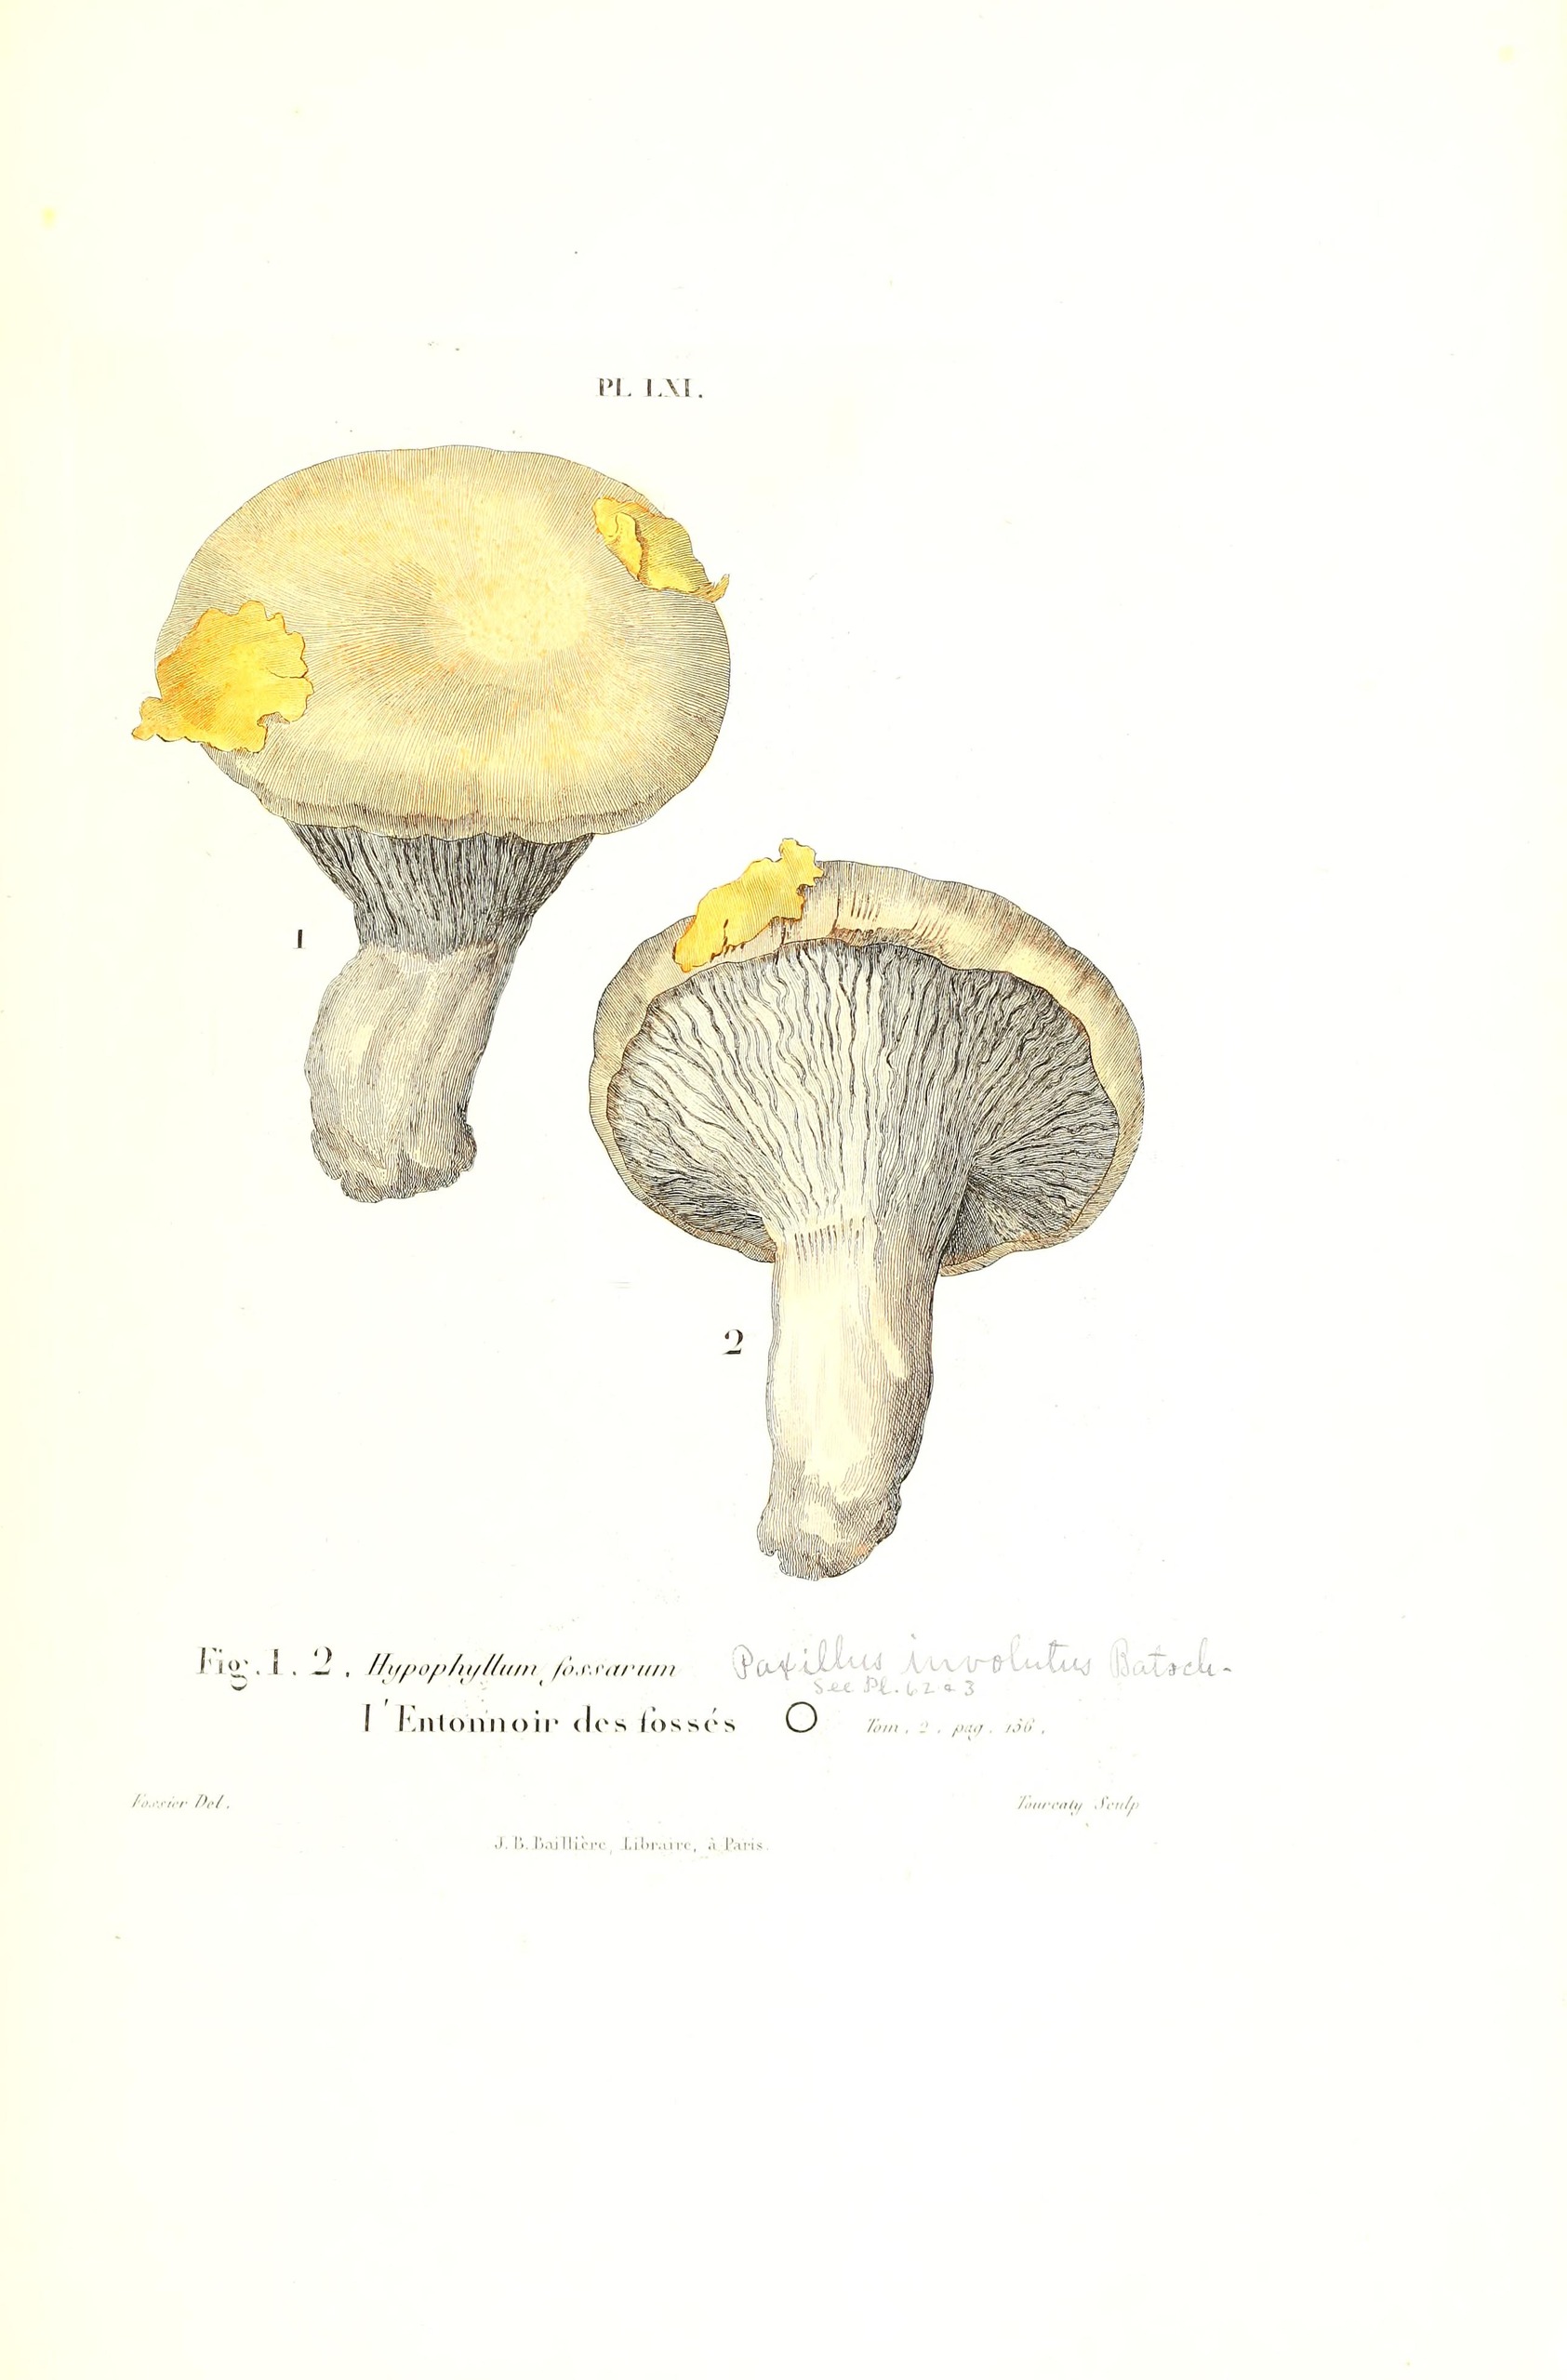 PL. LXI.
1
2
Fig. 1. 2. Hypophyllum fossarum Paxillus involutus Batsch-
See Pl. 62 & 3
l'Entonnoir des fossés O Tom. 2. pag. 156.
Fossier Del. Tourcaty Sculp
J. B. Baillière, Libraire, à Paris.